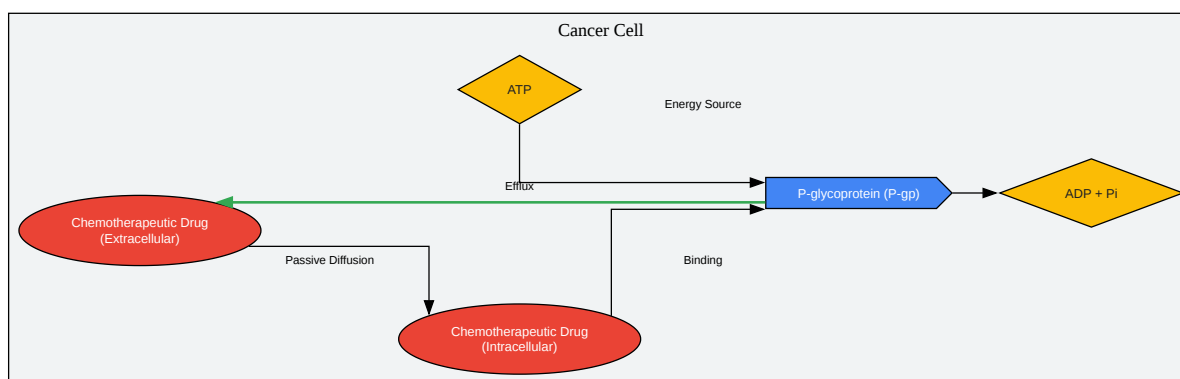 Cancer Cell
ATP
Energy Source
Efflux
P-glycoprotein (P-gp)
ADP + Pi
Chemotherapeutic Drug
(Extracellular)
Passive Diffusion
Binding
Chemotherapeutic Drug
(Intracellular)